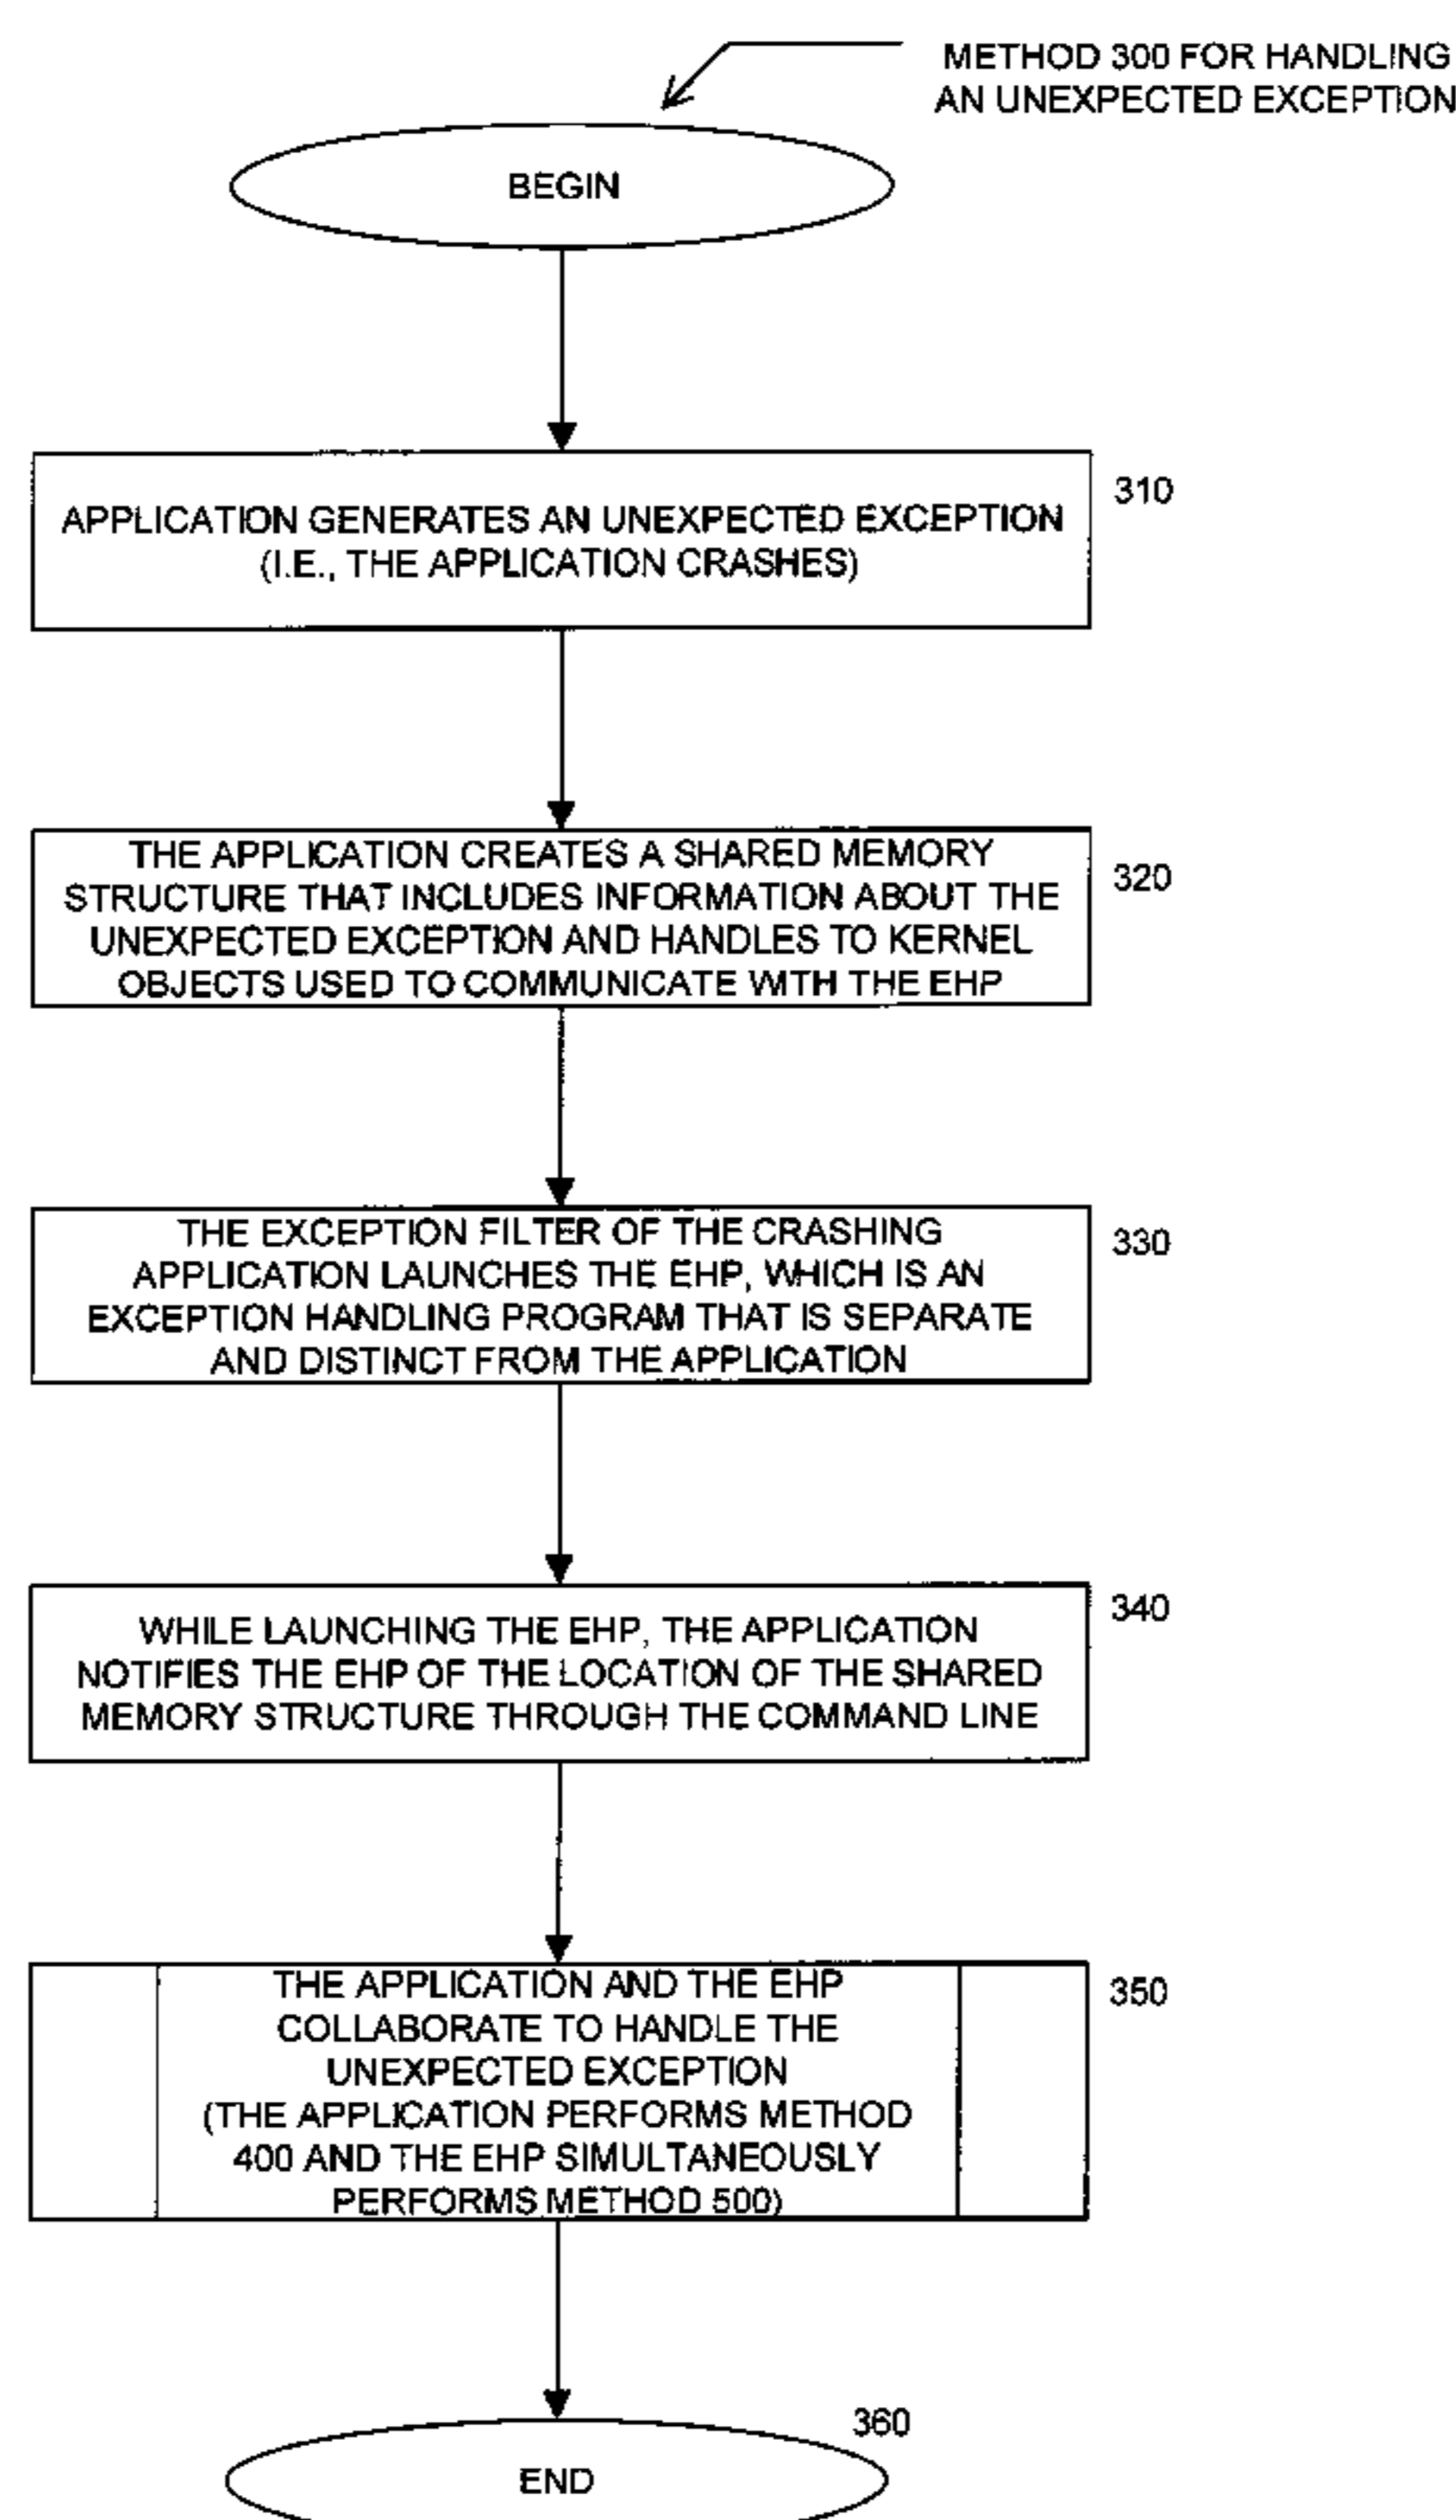 METHOD 300 FOR HANDLING
AN UNEXPECTED EXCEPTION
BEGIN
310
APPLICATION GENERATES AN UNEXPECTED EXCEPTION
(I.E., THE APPLICATION CRASHES)
320
THE APPLICATION CREATES A SHARED MEMORY
STRUCTURE THAT INCLUDES INFORMATION ABOUT THE
UNEXPECTED EXCEPTION AND HANDLES TO KERNEL
OBJECTS USED TO COMMUNICATE WITH THE EHP
330
THE EXCEPTION FILTER OF THE CRASHING
APPLICATION LAUNCHES THE EHP, WHICH IS AN
EXCEPTION HANDLING PROGRAM THAT IS SEPARATE
AND DISTINCT FROM THE APPLICATION
340
WHILE LAUNCHING THE EHP, THE APPLICATION
NOTIFIES THE EHP OF THE LOCATION OF THE SHARED
MEMORY STRUCTURE THROUGH THE COMMAND LINE
350
THE APPLICATION AND THE EHP
COLLABORATE TO HANDLE THE
UNEXPECTED EXCEPTION
(THE APPLICATION PERFORMS METHOD
400 AND THE EHP SIMULTANEOUSLY
PERFORMS METHOD 500)
360
END